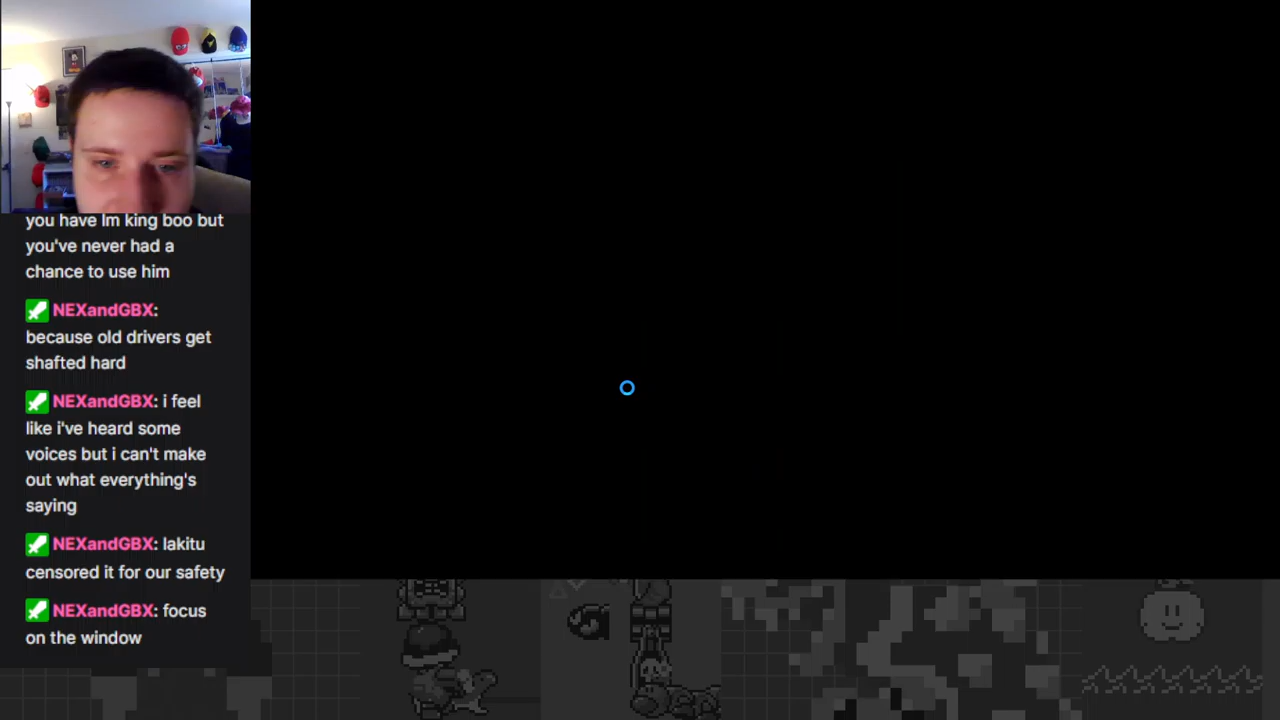 you have Im king boo but
you've never had a
chance to use him
NEXandGBX:
because old drivers get
shafted hard
NEXandGBX: i feel
like i've heard some
voices but i can't make
out what everything's
saying
NEXandGBX: lakitu
censored it for our safety
NEXandGBX: focus
on the window